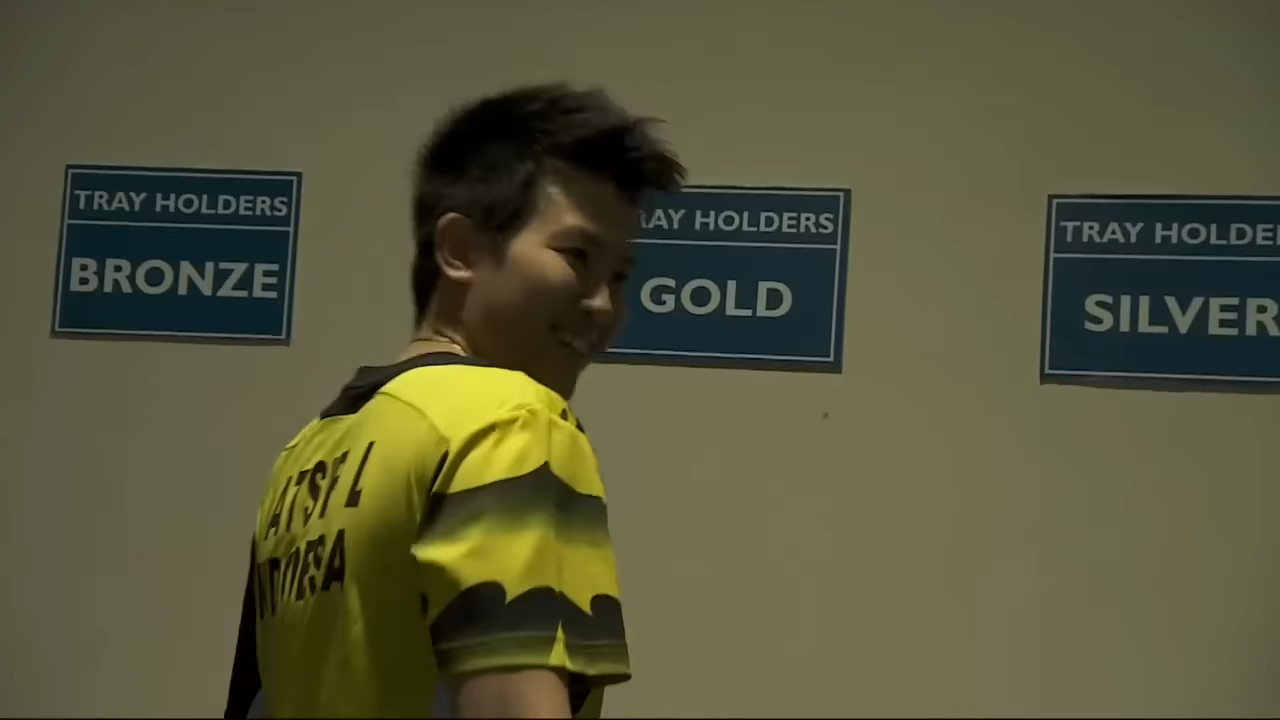 TRAY HOLDERS
BRONZE
RAY HOLDERS
GOLD
TRAY HOLDE
SILVER